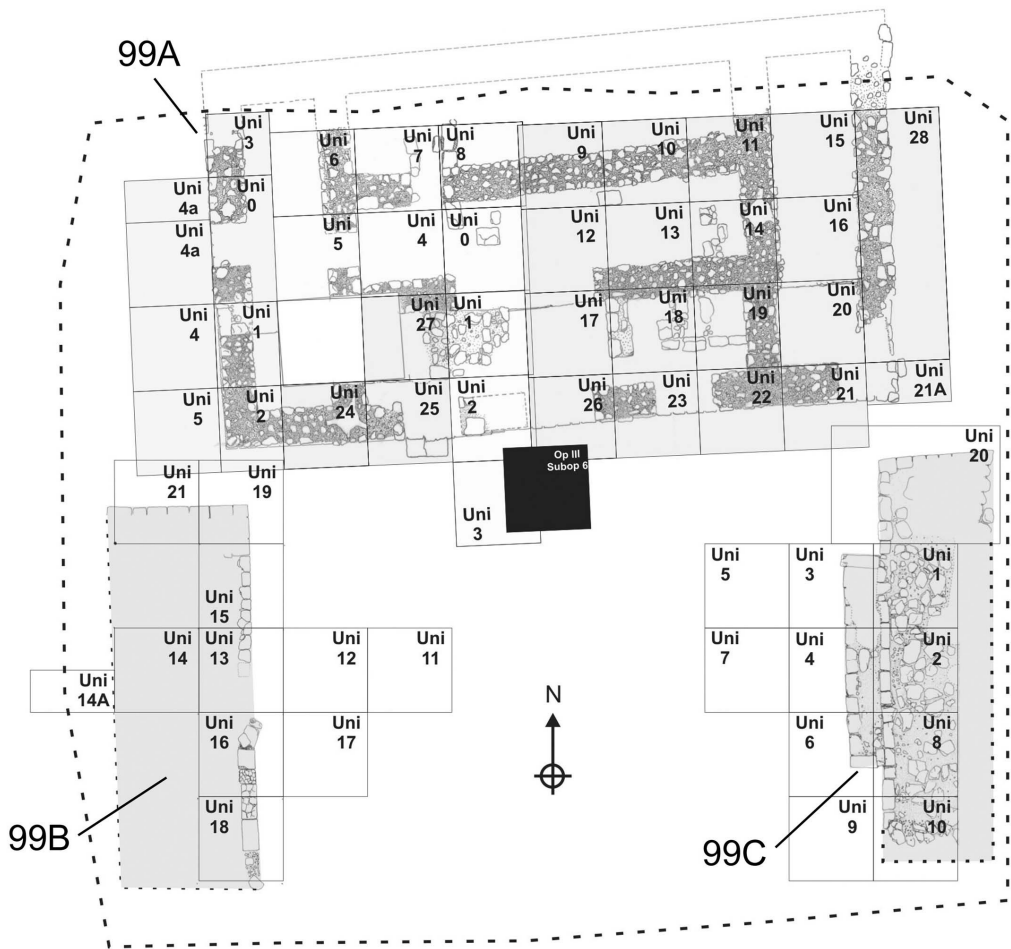 99A
Uni
3
Uni
6
Uni
7
Uni
8
Uni
9
Uni
10
Uni
11
Uni
15
Uni
28
Uni
4a
Uni
0
Uni
4a
Uni
5
Uni
4
Uni
0
Uni
12
Uni
13
Uni
14
Uni
16
Uni
4
Uni
1
Uni
27
Uni
1
Uni
17
Uni
18
Uni
19
Uni
20
Uni
5
Uni
2
Uni
24
Uni
25
Uni
2
Uni
26
Uni
23
Uni
22
Uni
21
Uni
21A
Uni
21
Uni
19
Op III
Subop 6
Uni
3
Uni
20
Uni
15
Uni
5
Uni
3
Uni
1
Uni
14
Uni
13
Uni
12
Uni
11
Uni
7
Uni
4
Uni
2
Uni
14A
N
Uni
16
Uni
17
Uni
6
Uni
8
Uni
18
Uni
9
Uni
10
99B
99C